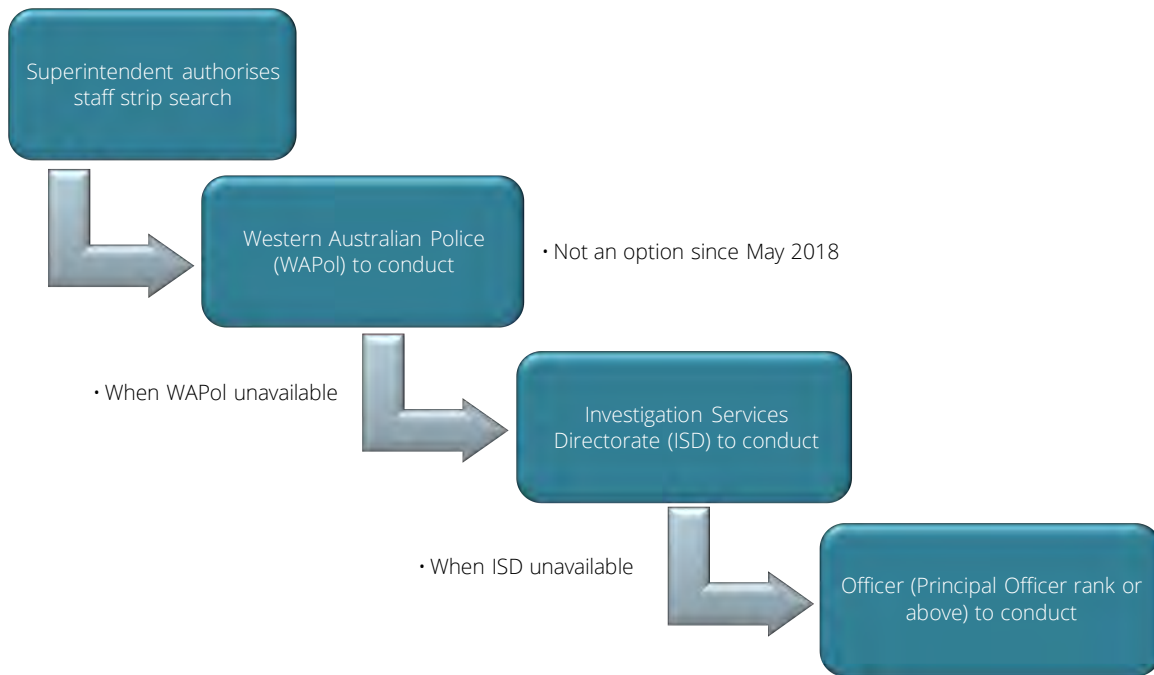 Superintendent authorises
staff strip search
Western Australian Police
(WAPol) to conduct
• Not an option since May 2018
• When WAPol unavailable
Investigation Services
Directorate (ISD) to conduct
• When ISD unavailable
Officer (Principal Officer rank or
above) to conduct